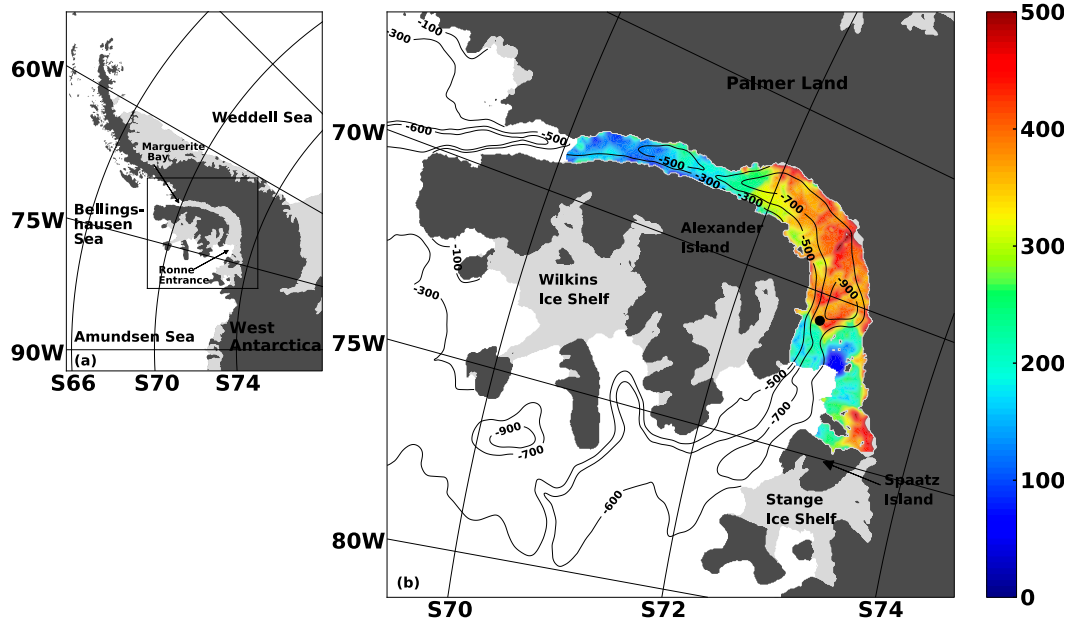 60W
75W
90W
S66
S70
S74
Weddell Sea
Marguerite
Bay
Bellings-
hausen
Sea
Ronne
Entrance
Amundsen Sea
West
Antarctica
(a)
70W
75W
80W
S70
S72
S74
-100
-300
-600
-500
-500
-300
-300
-700
-500
-900
-100
-300
-500
-700
-900
-700
-600
Palmer Land
Alexander
Island
Wilkins
Ice Shelf
Spaatz
Island
Stange
Ice Shelf
(b)
500
400
300
200
100
0